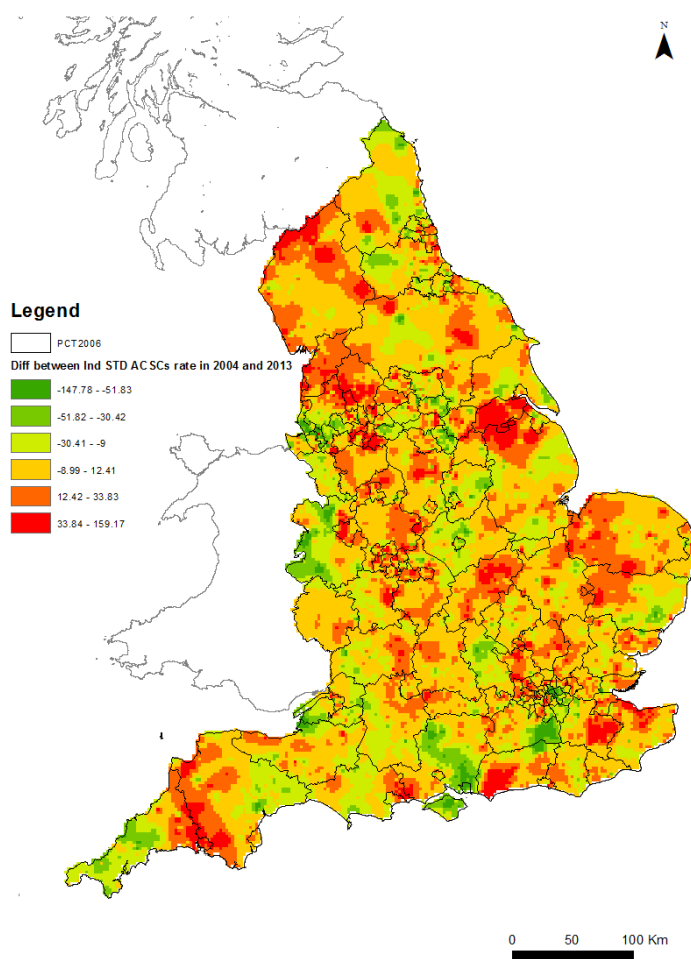 N
Legend
PCT2006
Diff between Ind STD ACSCs rate in 2004 and 2013
-147.78 - -51.83
-51.82 - -30.42
-30.41 - -9
-8.99 - 12.41
12.42 - 33.83
33.84 - 159.17
0 50 100 Km